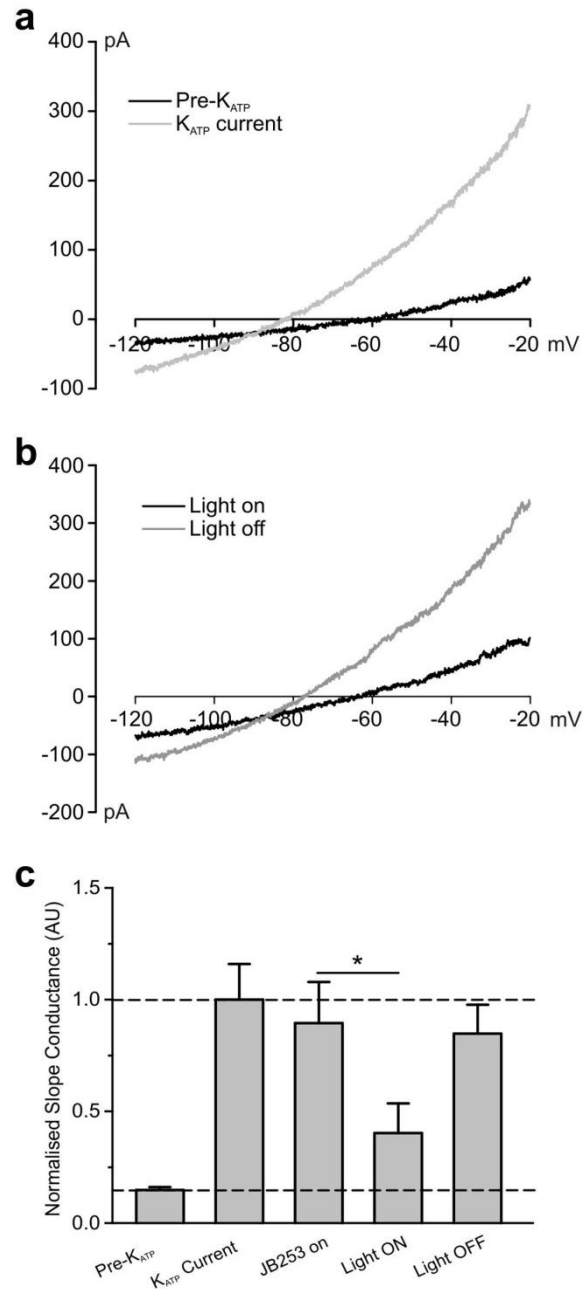 a
400
pA
300
Pre-KATP
KATP current
200
100
0
-120
-100
-80
-60
-40
-20
mV
-100
b
400
300
Light on
Light off
200
100
0
-120
-100
-80
-60
-40
-20
mV
-100
-200
pA
c
1.5
*
1.0
0.5
0.0
Normalised Slope Conductance (AU)
Pre-KATP
KATP Current
JB253 on
Light ON
Light OFF